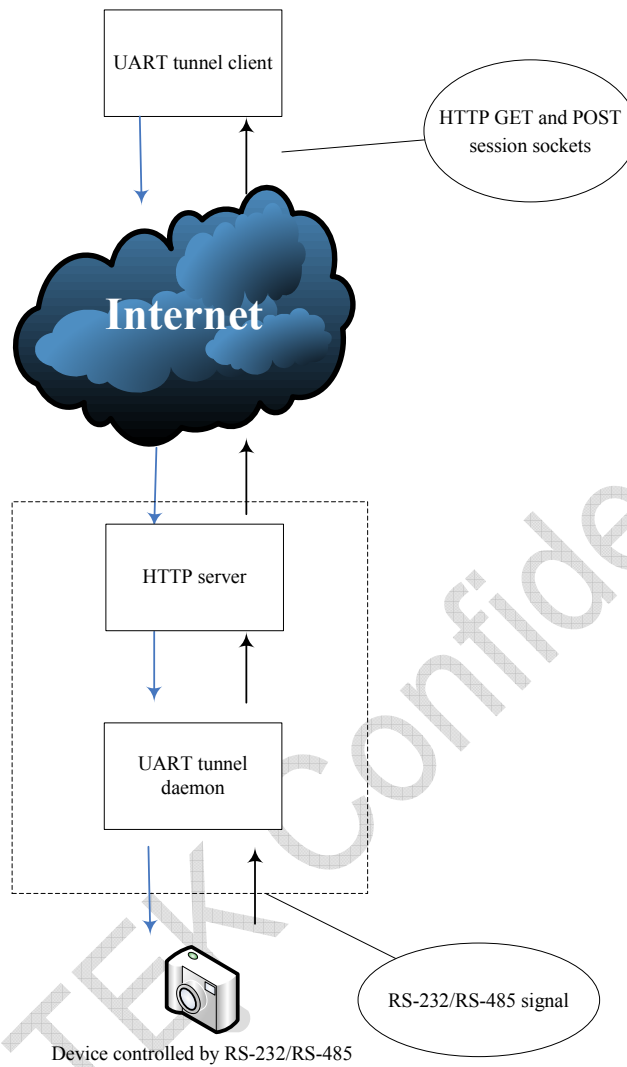 UART tunnel client
HTTP GET and POST
session sockets
Internet
HTTP server
UART tunnel
daemon
RS-232/RS-485 signal
Device controlled by RS-232/RS-485
TEK Confide